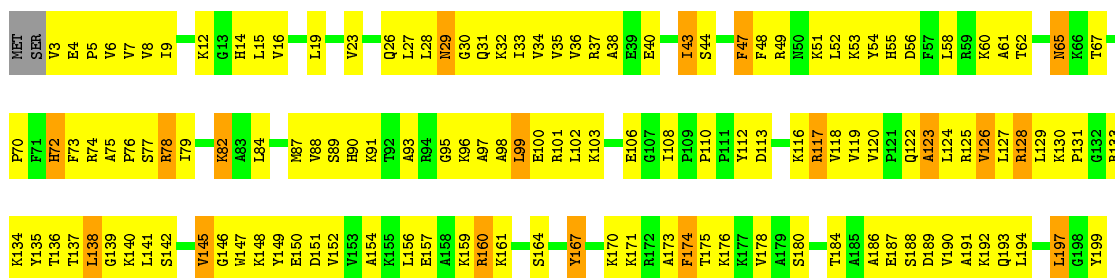 MET SER V3 E4 P5 V6 V7 V8 I9 K12 G13 H14 L15 V16 L19 V23 Q26 L27 L28 N29 G30 Q31 K32 I33 V34 V35 V36 R37 A38 E39 E40 I43 S44 F47 F48 R49 N50 K51 L52 K53 Y54 H55 D56 F57 L58 R59 K60 A61 T62 N65 K66 T67
P70 F71 H72 F73 R74 A75 P76 S77 R78 I79 K82 A83 L84 M87 V88 S89 H90 K91 T92 A93 R94 G95 K96 A97 A98 L99 E100 R101 L102 K103 E106 G107 I108 P109 P110 P111 Y112 D113 K116 R117 V118 V119 V120 P121 Q122 A123 L124 R125 V126 L127 R128 L129 K130 P131 G132 R133
K134 Y135 T136 T137 L138 G139 K140 L141 S142 V145 G146 W147 K148 Y149 E150 D151 V152 V153 A154 K155 L156 E157 A158 K159 R160 K161 S164 Y167 K170 K171 R172 A173 F174 T175 K176 K177 V178 A179 S180 T184 A185 A186 E187 S188 D189 V190 A191 K192 Q193 L194 L197 G198 Y199